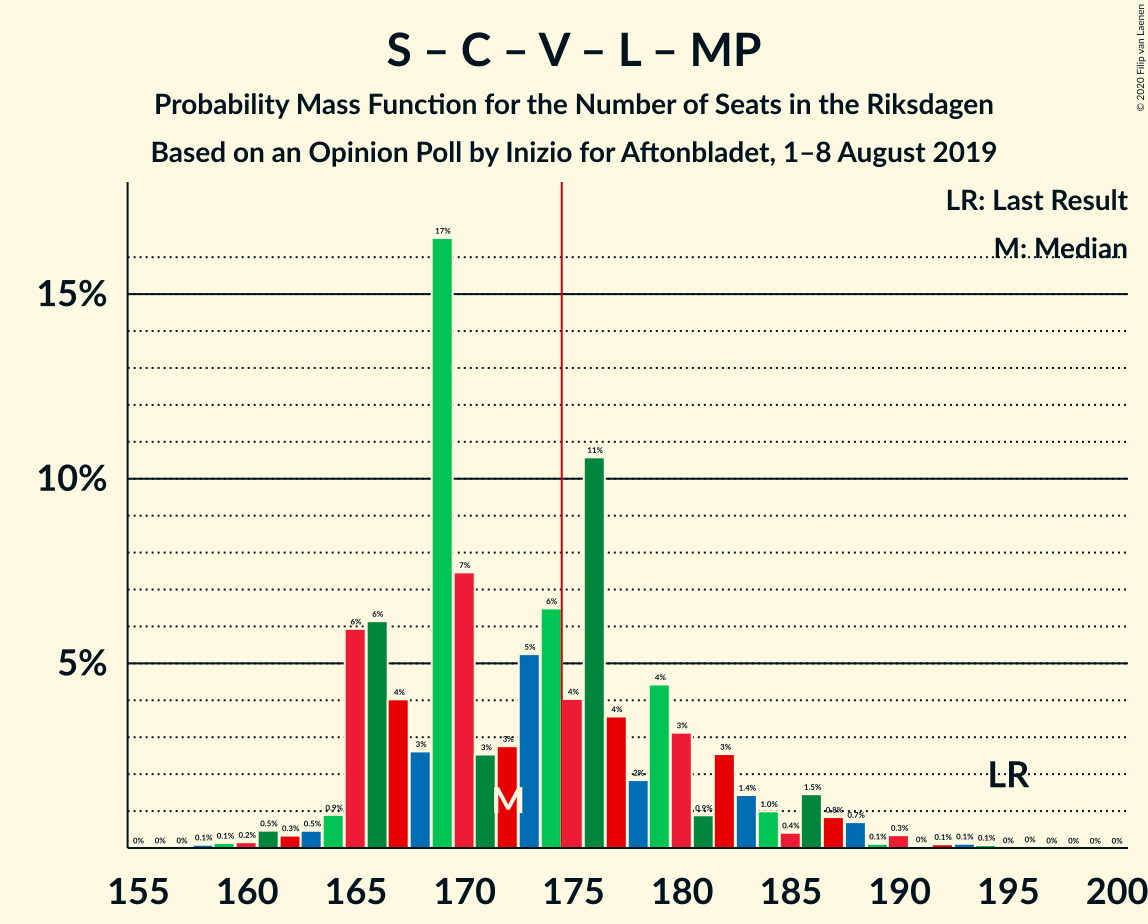 S – C – V – L – MP
Probability Mass Function for the Number of Seats in the Riksdagen
Based on an Opinion Poll by Inizio for Aftonbladet, 1–8 August 2019
© 2020 Filip van Laenen
LR: Last Result
M: Median
15%
10%
5%
0% 0% 0% 0.1% 0.1% 0.2% 0.5% 0.3% 0.5% 0.9% 6% 6% 4% 3% 17% 7% 3% 3% 5% 6% 4% 11% 4% 2% 4% 3% 0.9% 3% 1.4% 1.0% 0.4% 1.5% 0.8% 0.7% 0.1% 0.3% 0% 0.1% 0.1% 0.1% 0% 0% 0% 0% 0% 0%
M
LR
155 160 165 170 175 180 185 190 195 200